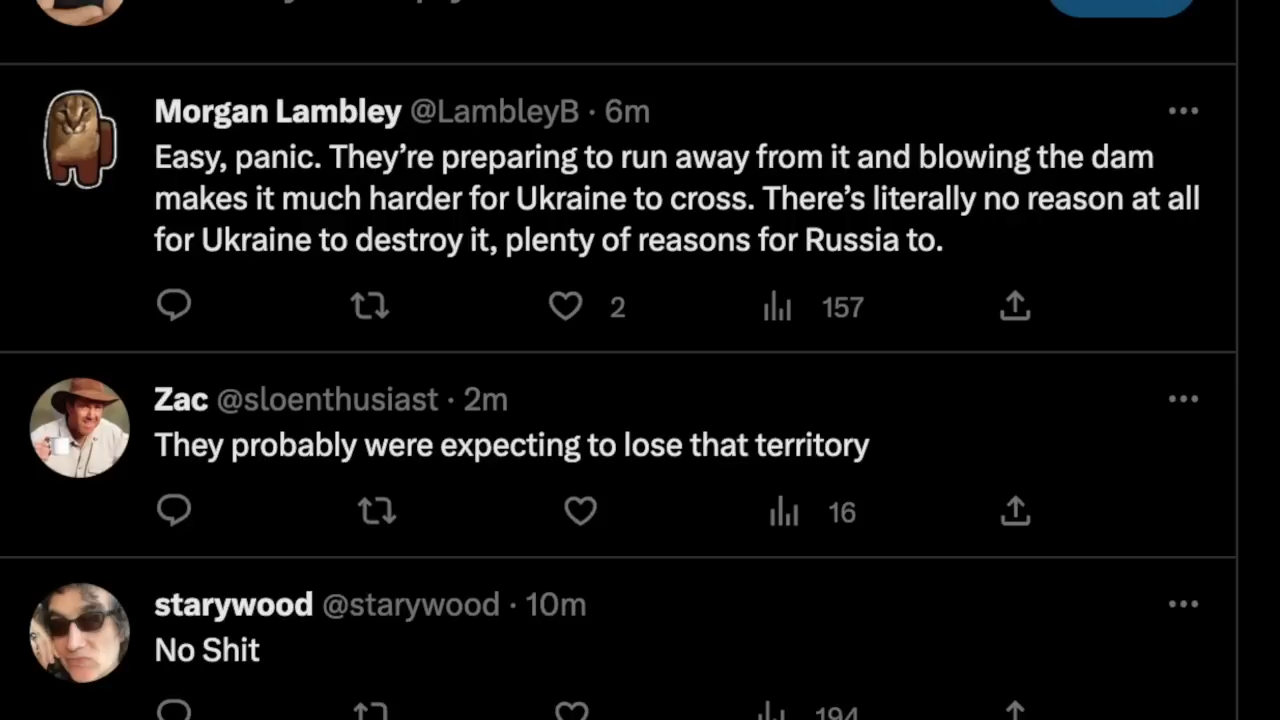 Morgan Lambley @LambleyB · 6m
Easy, panic. They’re preparing to run away from it and blowing the dam
makes it much harder for Ukraine to cross. There’s literally no reason at all
for Ukraine to destroy it, plenty of reasons for Russia to.
2 157
Zac @sloenthusiast · 2m
They probably were expecting to lose that territory
16
starywood @starywood · 10m
No Shit
194